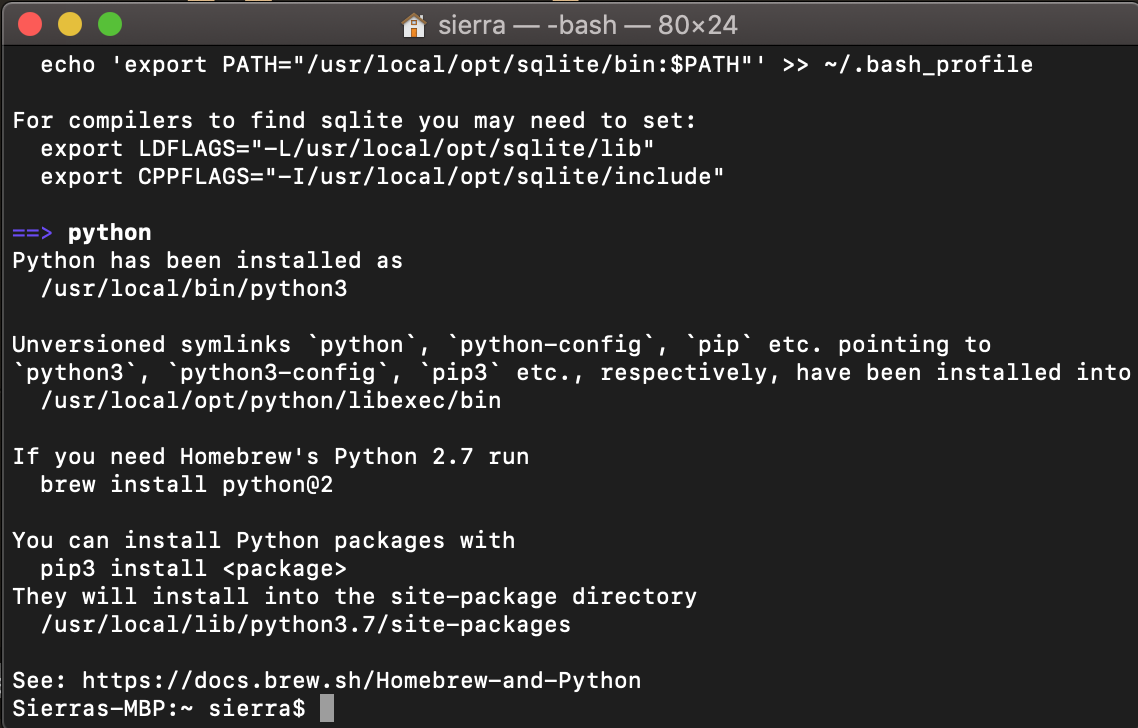 sierra — -bash — 80×24
echo 'export PATH="/usr/local/opt/sqlite/bin:$PATH"' >> ~/.bash_profile
For compilers to find sqlite you may need to set:
export LDFLAGS="-L/usr/local/opt/sqlite/lib"
export CPPFLAGS="-I/usr/local/opt/sqlite/include"
==> python
Python has been installed as
/usr/local/bin/python3
Unversioned symlinks `python`, `python-config`, `pip` etc. pointing to
`python3`, `python3-config`, `pip3` etc., respectively, have been installed into
/usr/local/opt/python/libexec/bin
If you need Homebrew's Python 2.7 run
brew install python@2
You can install Python packages with
pip3 install <package>
They will install into the site-package directory
/usr/local/lib/python3.7/site-packages
See: https://docs.brew.sh/Homebrew-and-Python
Sierras-MBP:~ sierra$